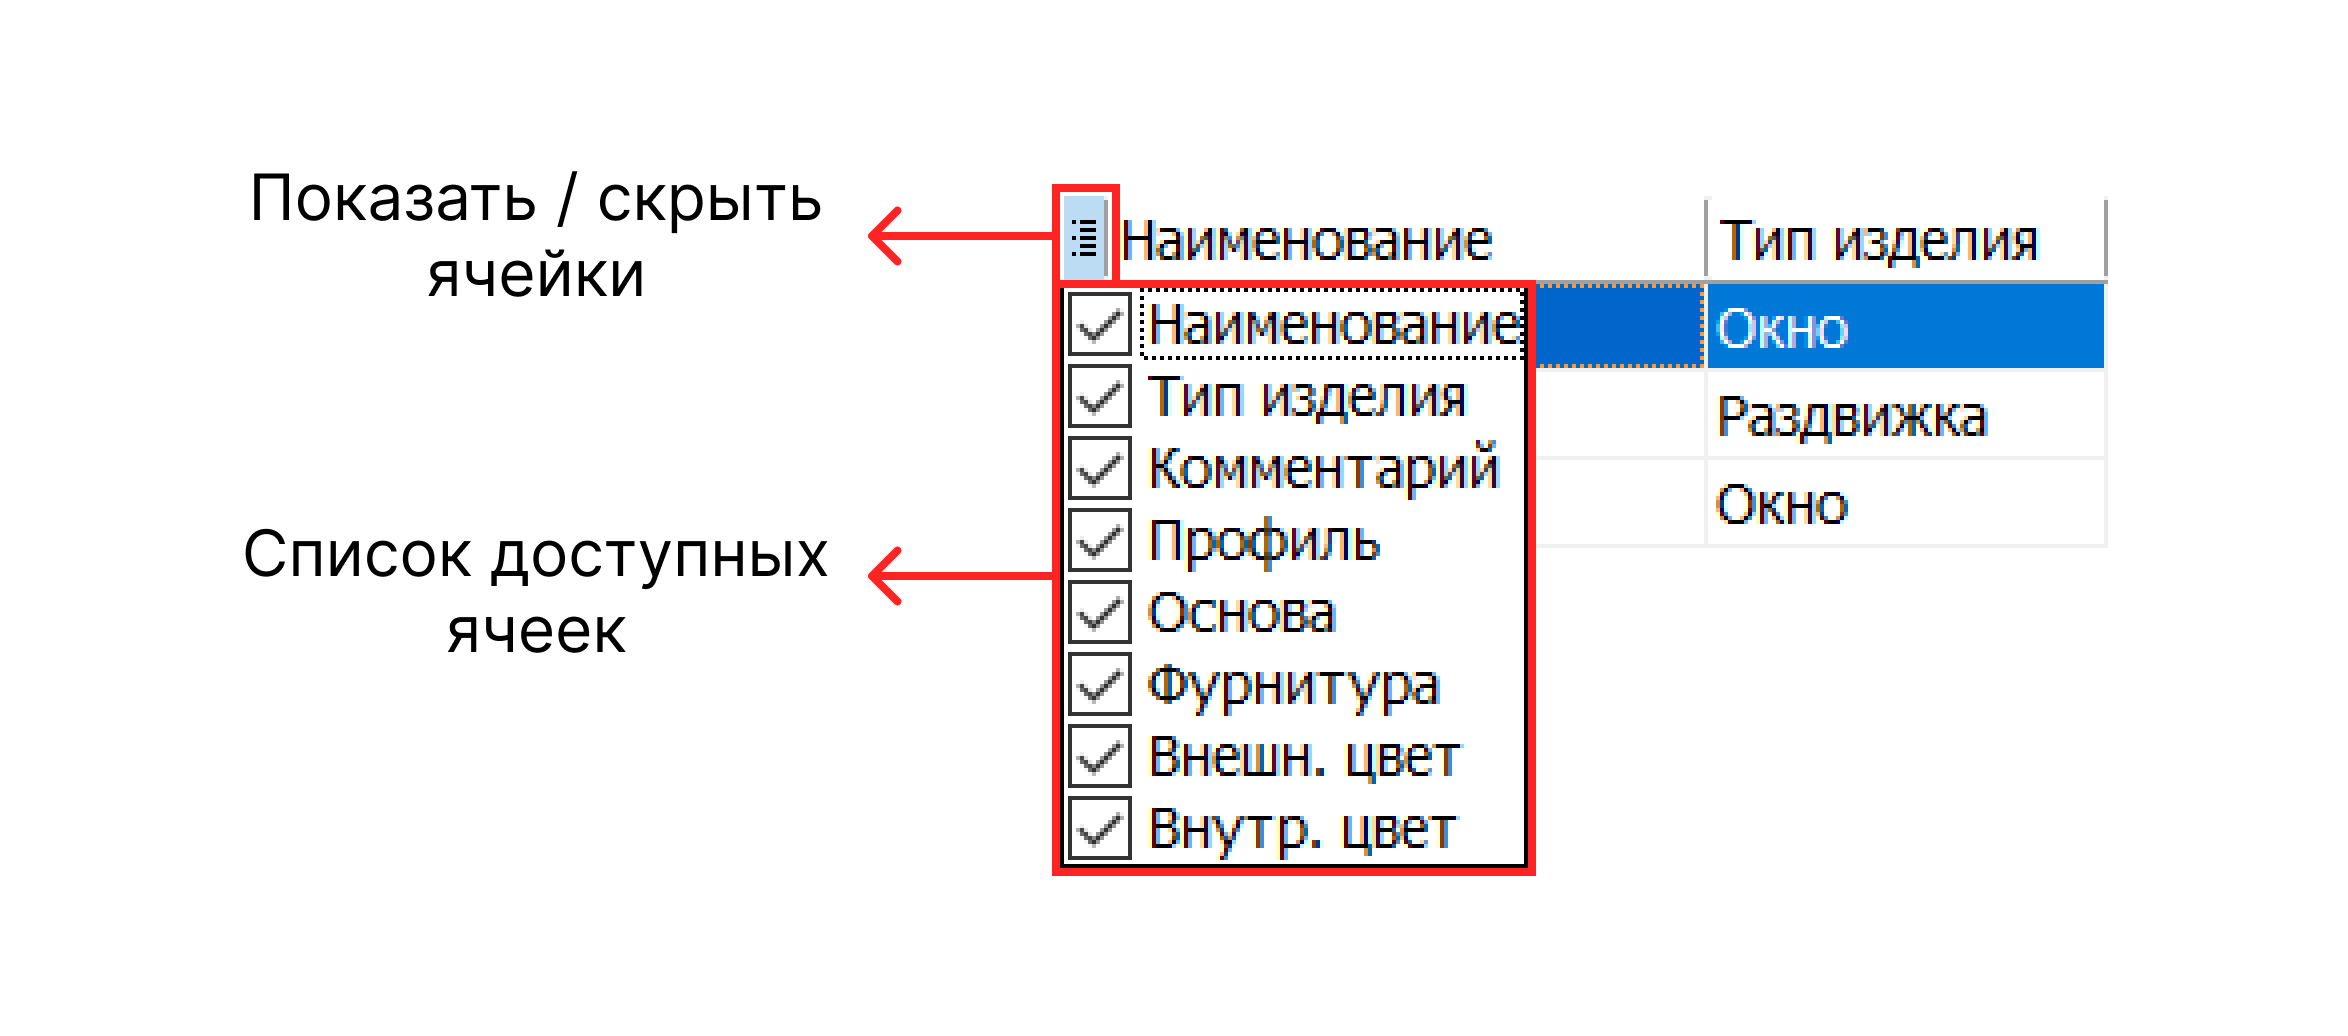 Показать / скрыть
ячейки
Наименование
Тип изделия
Наименование
Окно
Тип изделия
Раздвижка
Комментарий
Окно
Профиль
Список доступных
ячеек
Основа
Фурнитура
Внешн. цвет
Внутр. цвет